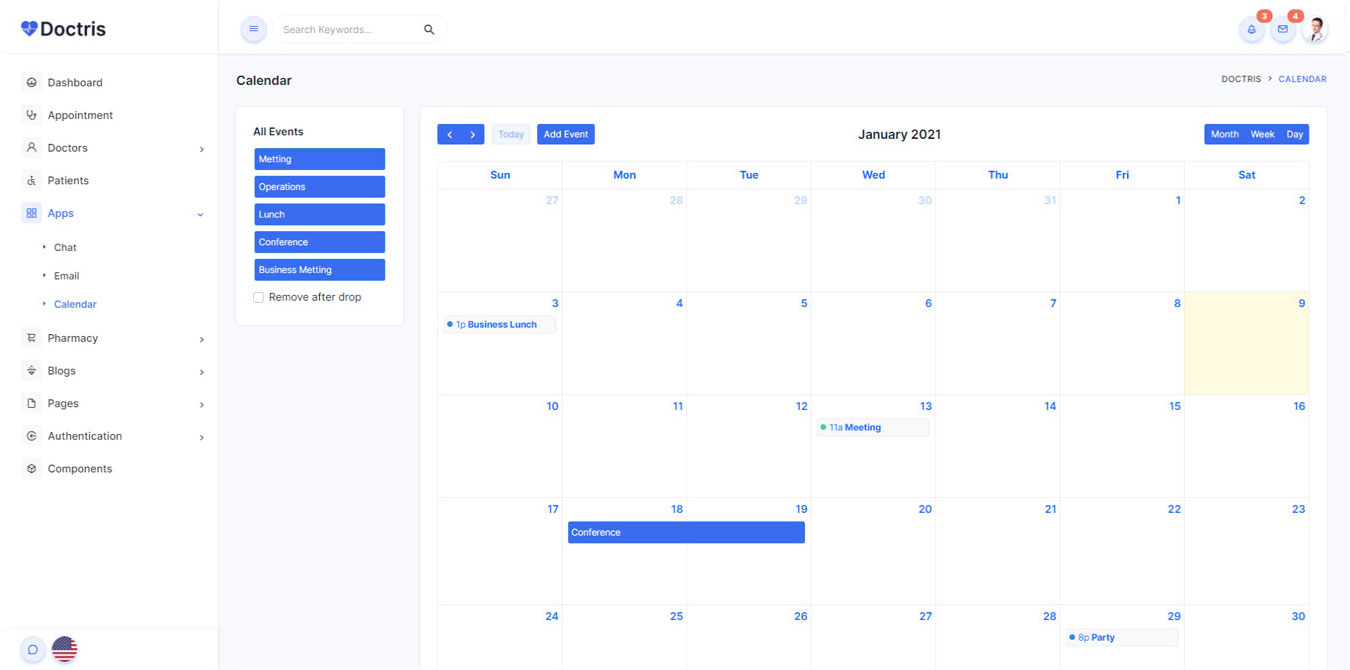 Doctris
Search Keywords...
3
4
Dashboard
Appointment
Doctors
Patients
Apps
Chat
Email
Calendar
Pharmacy
Blogs
Pages
Authentication
Components
Calendar
DOCTRIS > CALENDAR
All Events
Metting
Operations
Lunch
Conference
Business Metting
Remove after drop
Today Add Event
January 2021
Month Week Day
Sun Mon Tue Wed Thu Fri Sat
27 28 29 30 31 1 2
3 4 5 6 7 8 9
1p Business Lunch
10 11 12 13 14 15 16
11a Meeting
17 18 19 20 21 22 23
Conference
24 25 26 27 28 29 30
8p Party